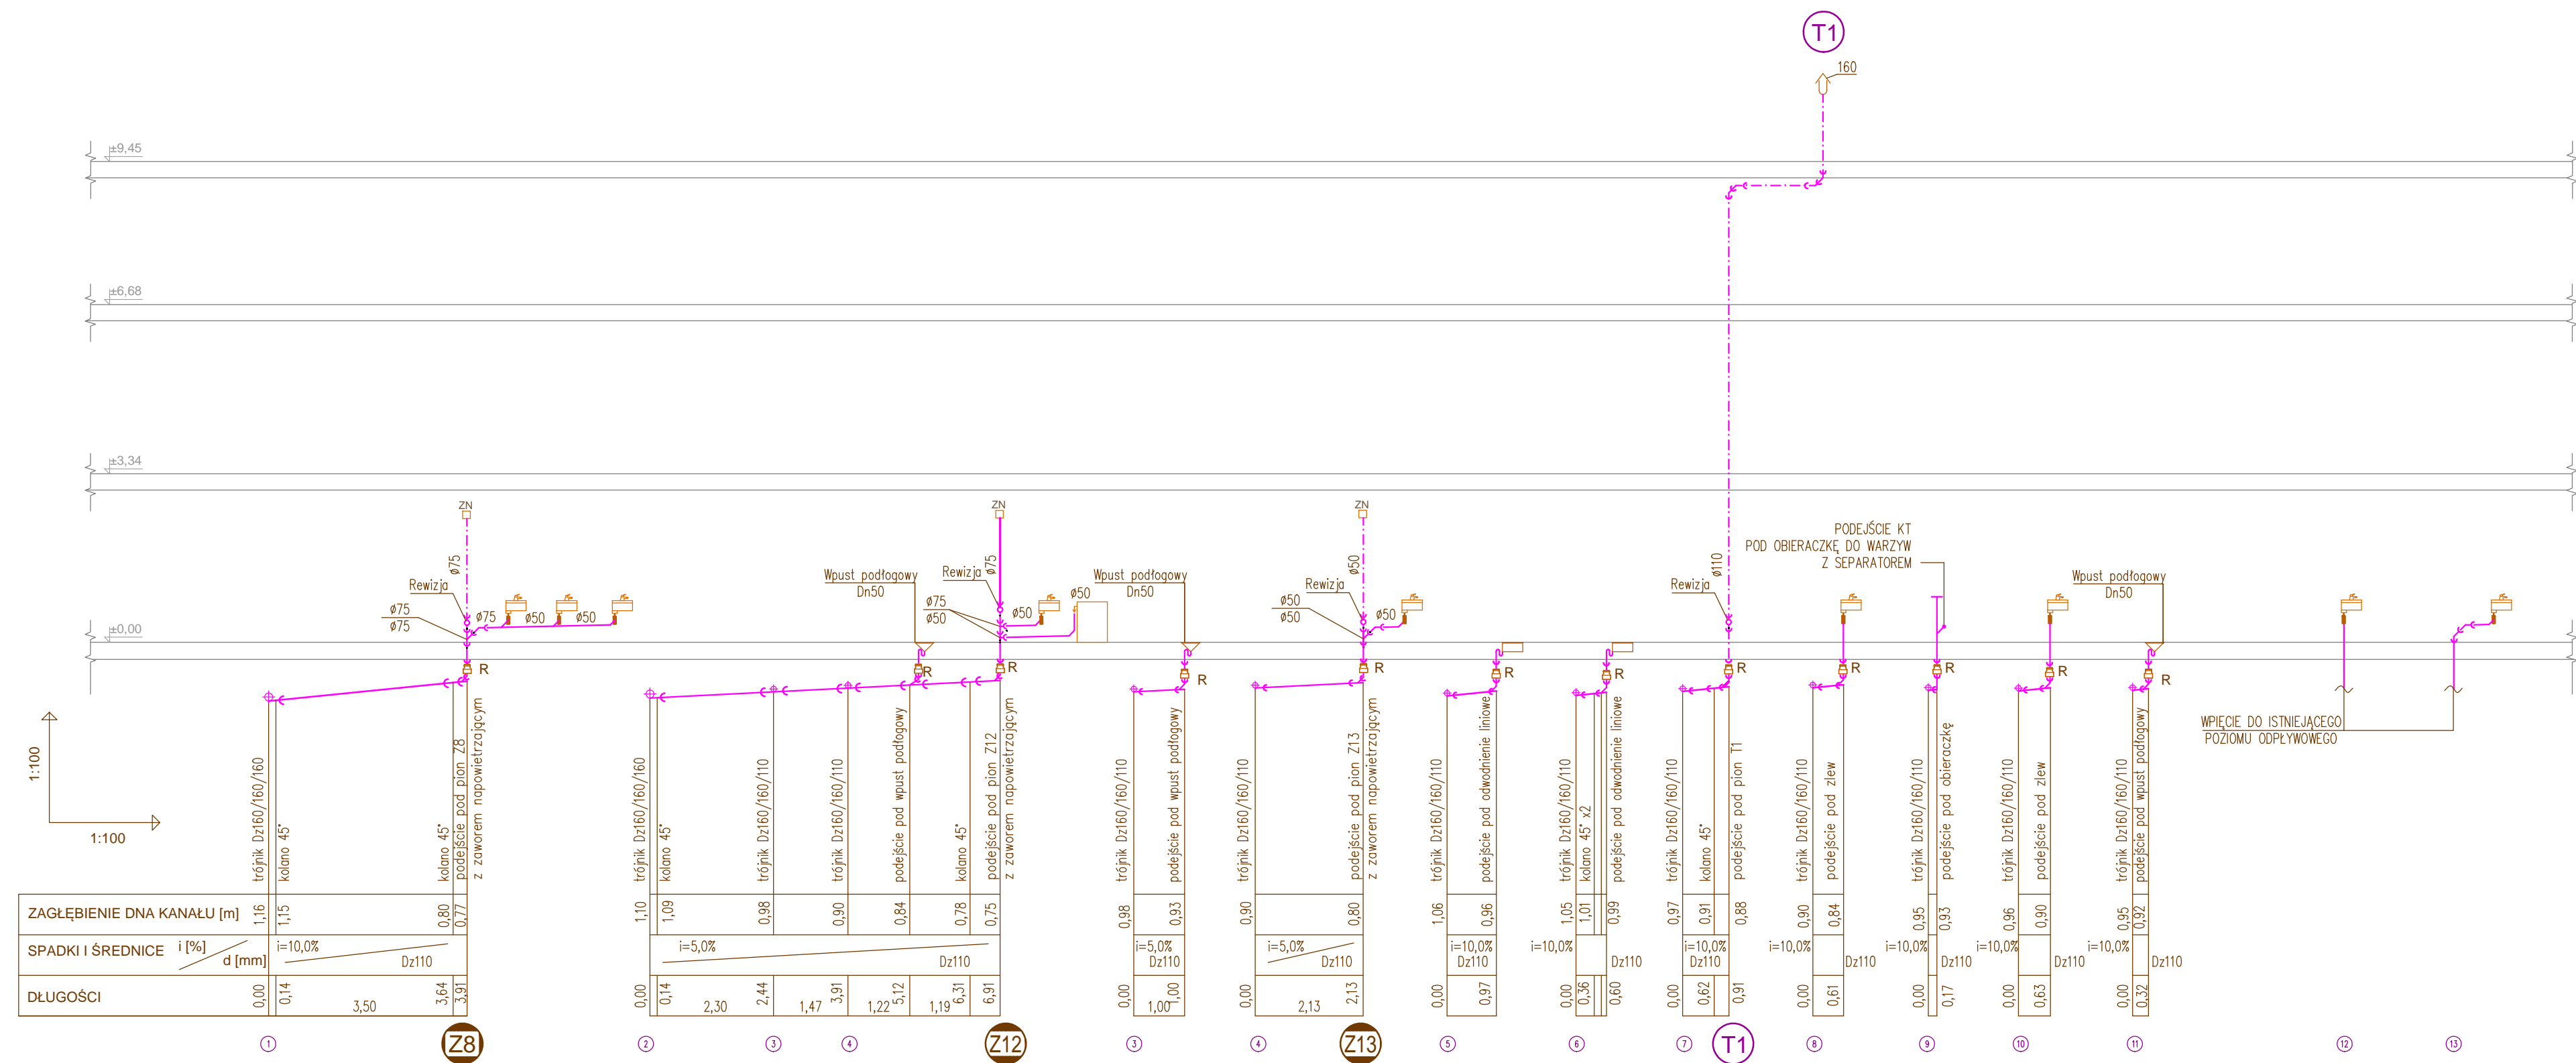 T1
160
±9,45
±6,68
±3,34
±0,00
ZN
ø75
Rewizja
ø75
ø75
ø75
ø50
ø50
R
Wpust podłogowy
Dn50
R
ZN
Rewizja
ø75
ø75
ø50
ø50
ø50
R
Wpust podłogowy
Dn50
R
ZN
Rewizja
ø50
ø50
ø50
ø50
R
R
R
Rewizja
ø110
R
R
PODEJŚCIE KT
POD OBIERACZKĘ DO WARZYW
Z SEPARATOREM
R
R
Wpust podłogowy
Dn50
R
WPIĘCIE DO ISTNIEJĄCEGO
POZIOMU ODPŁYWOWEGO
1:100
1:100
trójnik Dz160/160/160
kolano 45°
kolano 45°
podejście pod pion Z8
z zaworem napowietrzającym
trójnik Dz160/160/160
kolano 45°
trójnik Dz160/160/110
trójnik Dz160/160/110
podejście pod wpust podłogowy
kolano 45°
podejście pod pion Z12
z zaworem napowietrzającym
trójnik Dz160/160/110
podejście pod wpust podłogowy
trójnik Dz160/160/110
podejście pod pion Z13
z zaworem napowietrzającym
trójnik Dz160/160/110
podejście pod odwodnienie liniowe
trójnik Dz160/160/110
kolano 45° x2
podejście pod odwodnienie liniowe
trójnik Dz160/160/110
kolano 45°
podejście pod pion T1
trójnik Dz160/160/110
podejście pod zlew
trójnik Dz160/160/110
podejście pod obieraczkę
trójnik Dz160/160/110
podejście pod zlew
trójnik Dz160/160/110
podejście pod wpust podłogowy
ZAGŁĘBIENIE DNA KANAŁU [m]
1,16 1,15 0,80 0,77
1,10 1,09 0,98 0,90 0,84 0,78 0,75
0,98 0,93
0,90 0,80
1,06 0,96
1,05 1,01 0,99
0,97 0,91 0,88
0,90 0,84
0,95 0,93
0,96 0,90
0,95 0,92
SPADKI I ŚREDNICE i [%] d [mm]
i=10,0% Dz110
i=5,0% Dz110
i=5,0% Dz110
i=5,0% Dz110
i=10,0% Dz110
i=10,0% Dz110
i=10,0% Dz110
i=10,0% Dz110
i=10,0% Dz110
i=10,0% Dz110
i=10,0% Dz110
DŁUGOŚCI
0,00 0,14 3,50 3,64 3,91
0,00 0,14 2,30 2,44 1,47 3,91 1,22 5,12 1,19 6,31 6,91
0,00 1,00 1,00
0,00 2,13 2,13
0,00 0,97
0,00 0,36 0,60
0,00 0,62 0,91
0,00 0,61
0,00 0,17
0,00 0,63
0,00 0,32
1 Z8 2 3 4 Z12 3 4 Z13 5 6 7 T1 8 9 10 11 12 13